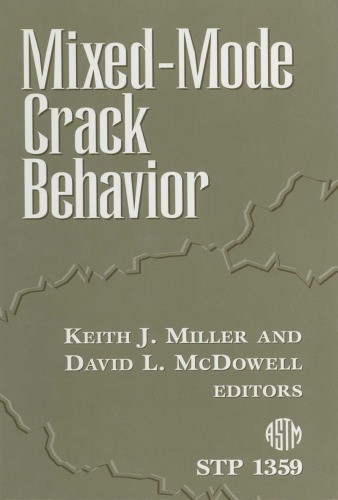 Mixed-Mode
Crack
Behavior
KEITH J. MILLER AND
DAVID L. MCDOWELL
EDITORS
ASTM
STP 1359